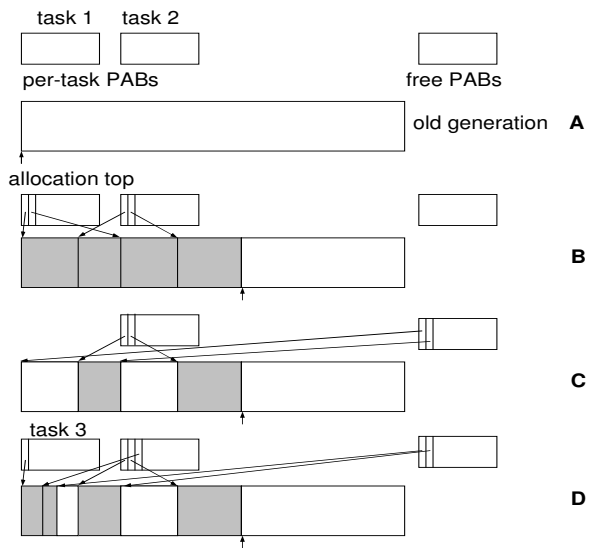 task 1 task 2
per-task PABs free PABs
old generation A
allocation top
B
C
task 3
D